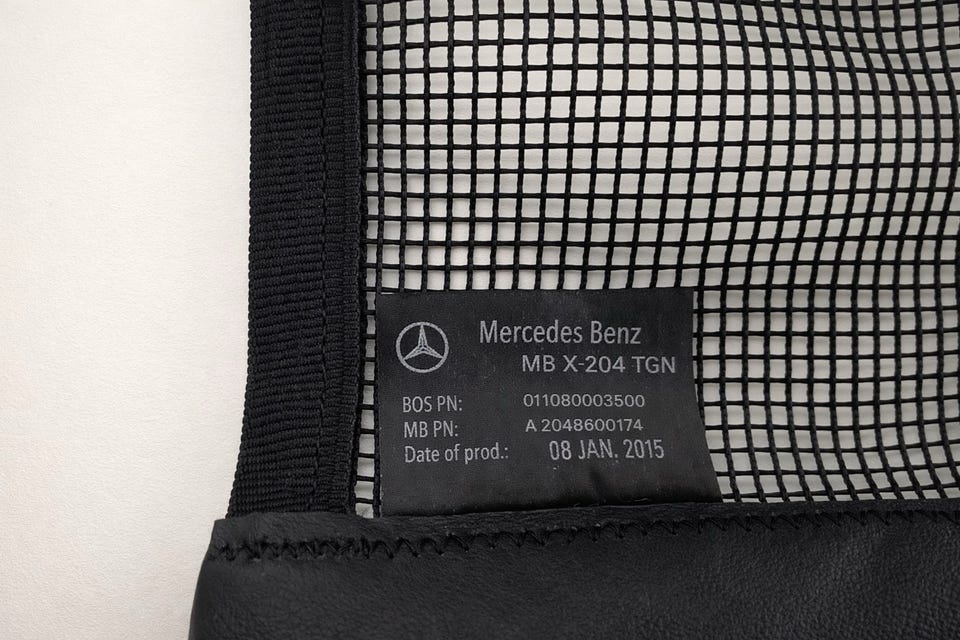 Mercedes Benz
MB X-204 TGN
BOS PN: 011080003500
MB PN: A 2048600174
Date of prod.: 08 JAN. 2015